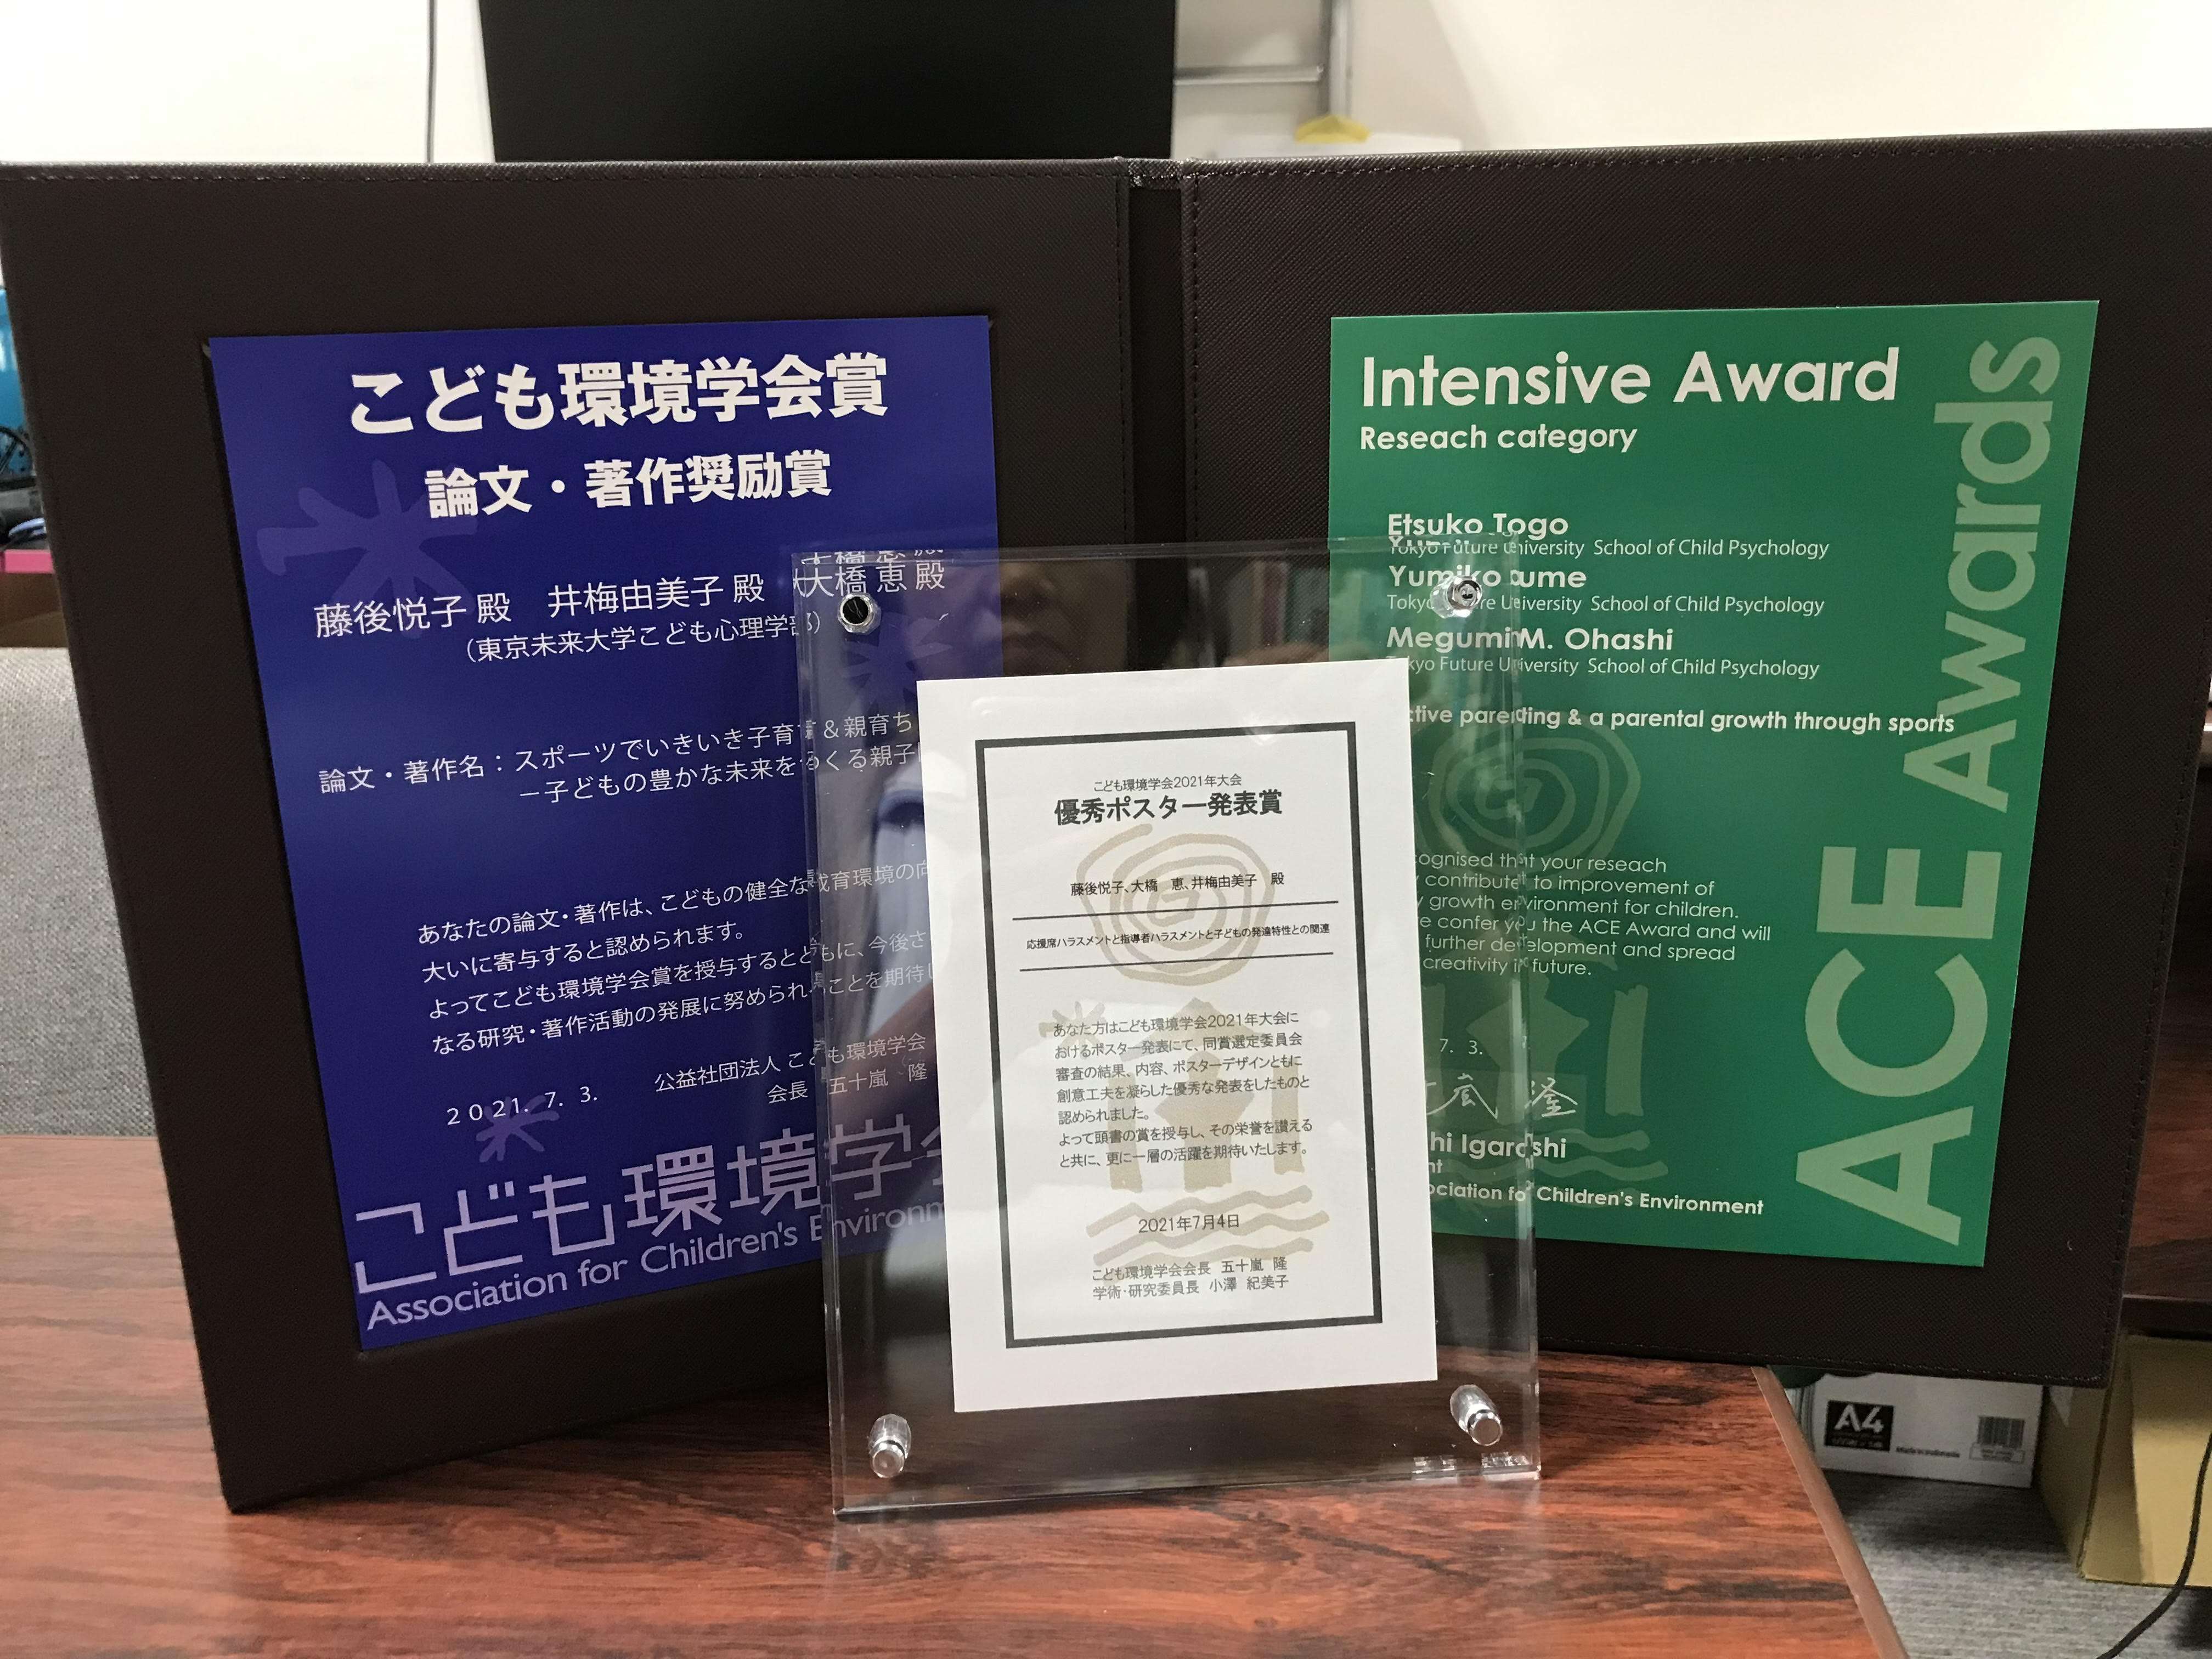 こども環境学会賞
論文・著作奨励賞
藤後悦子 殿　井梅由美子 殿　大橋 恵 殿
（東京未来大学こども心理学部）
論文・著作名：スポーツでいきいき子育て＆親育ち
－子どもの豊かな未来をつくる親子
あなたの論文・著作は、こどもの健全な成育環境の向
大いに寄与すると認められます。
よってこども環境学会賞を授与するとともに、今後さ
なる研究・著作活動の発展に努められることを期待し
公益社団法人 こども環境学会
2021. 7. 3.　会長　五十嵐　隆
こども環境学会
Association for Children's Environm
こども環境学会2021年大会
優秀ポスター発表賞
藤後悦子、大橋　恵、井梅由美子　殿
応援席ハラスメントと指導者ハラスメントと子どもの発達特性との関連
あなた方はこども環境学会2021年大会に
おけるポスター発表にて、同賞選定委員会
審査の結果、内容、ポスターデザインともに
創意工夫を凝らした優秀な発表をしたものと
認められました。
よって頭書の賞を授与し、その栄誉を讃える
と共に、更に一層の活躍を期待いたします。
2021年7月4日
こども環境学会会長　五十嵐　隆
学術・研究委員長　小澤　紀美子
Intensive Award
Reseach category
Etsuko Togo
Tokyo Future University School of Child Psychology
Yumiko ume
Tokyo Future University School of Child Psychology
Megumi M. Ohashi
Tokyo Future University School of Child Psychology
ctive parenting & a parental growth through sports
cognised that your reseach
contribute to improvement of
growth environment for children.
confer you the ACE Award and will
further development and spread
creativity in future.
7. 3.
嵐 隆
hi Igarashi
nt
ociation for Children's Environment
ACE Awards
A4